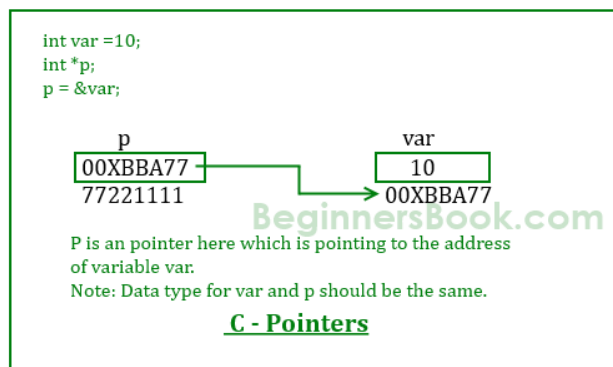 int var =10;
int *p;
p = &var;
p var
00XBBA77 10
77221111 00XBBA77
BeginnersBook.com
P is an pointer here which is pointing to the address
of variable var.
Note: Data type for var and p should be the same.
C - Pointers